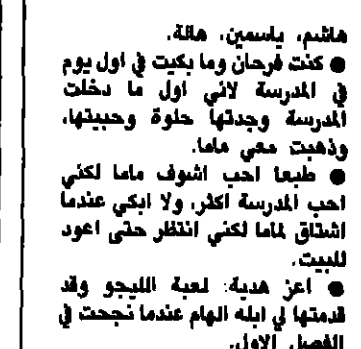 هاشم، ياسمين، هالة.
● كنت فرحان وما بكيت في اول يوم
في المدرسة لاني اول ما دخلت
المدرسة وجدتها حلوة وحبيتها،
وذهبت معي ماما.
● طبعا احب اشوف ماما لكني
احب المدرسة اكثر، ولا ابكي عندما
اشتاق لماما لكني انتظر حتى اعود
للبيت.
● اعز هدية: لعبة الليجو وقد
قدمتها لي ابله الهام عندما نجحت في
الفصل الاول.